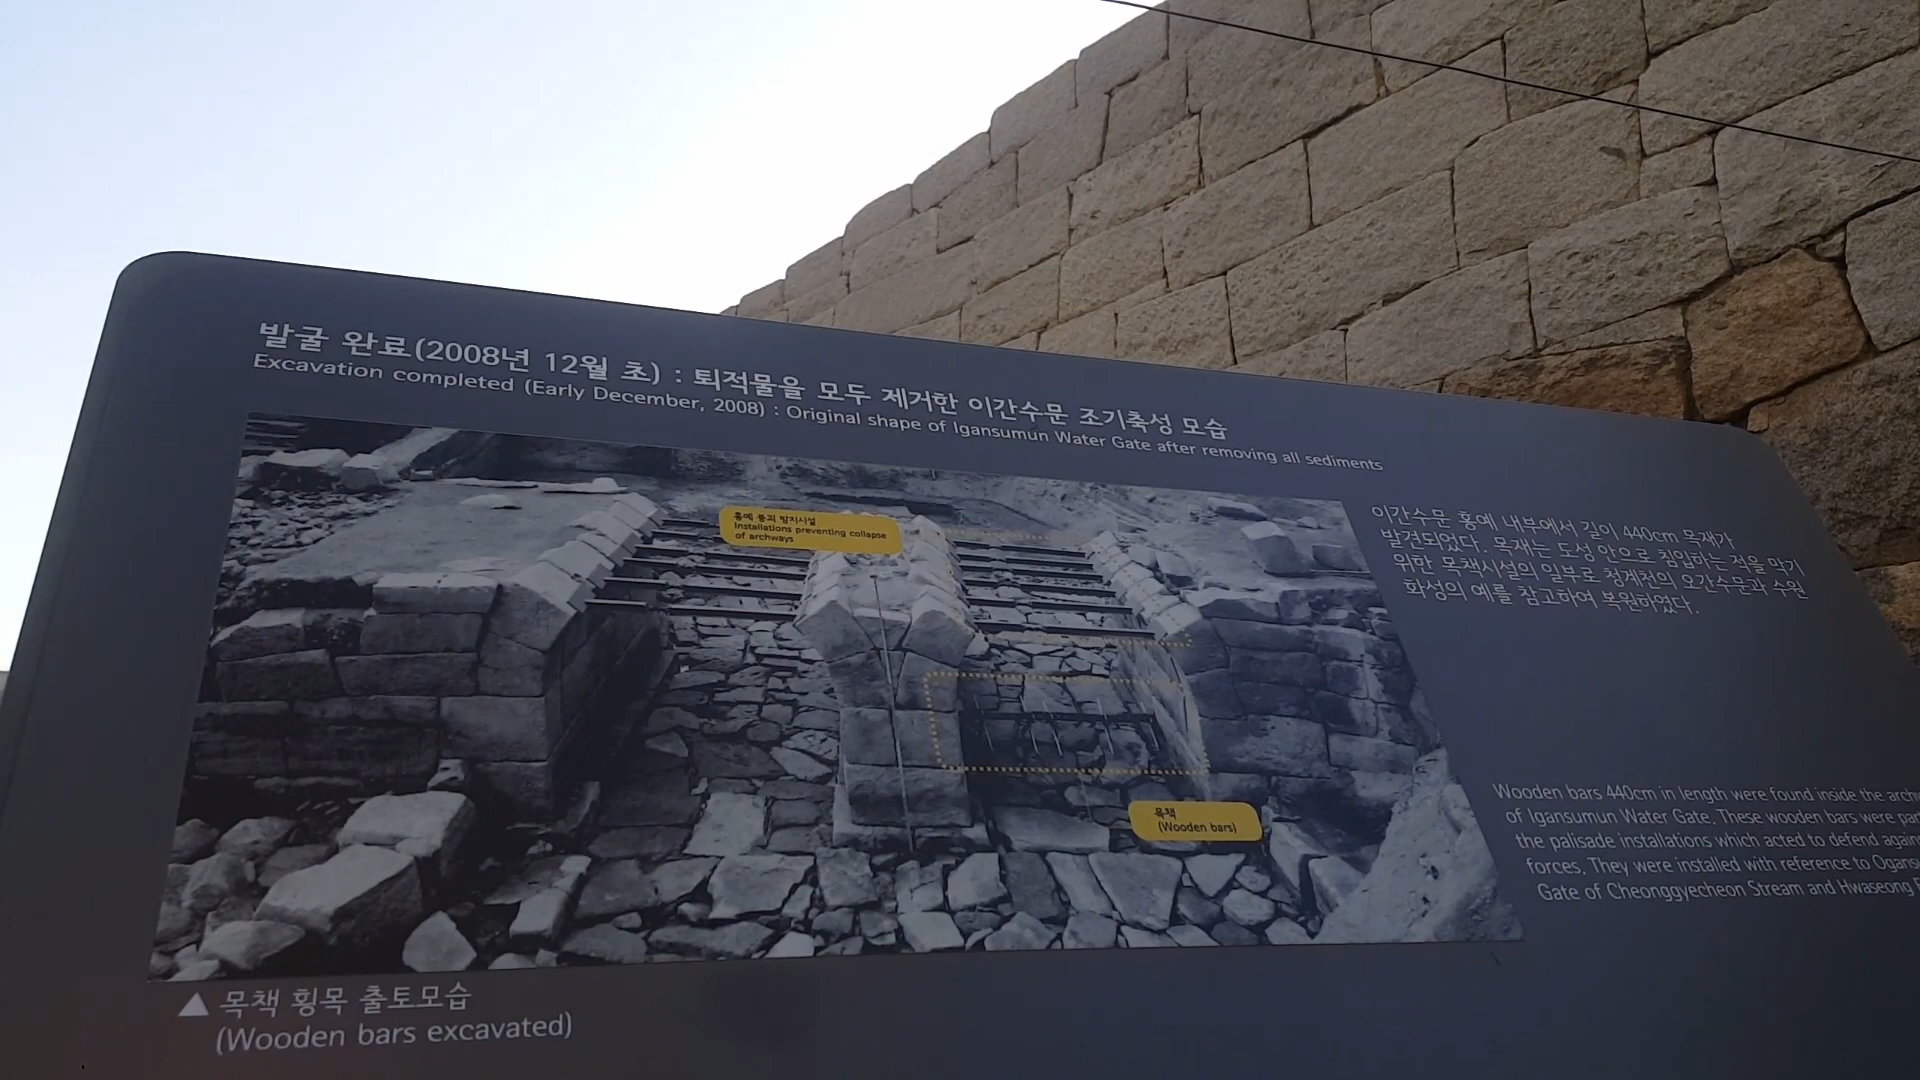 발굴 완료(2008년 12월 초) : 퇴적물을 모두 제거한 이간수문 조기축성 모습
Excavation completed (Early December, 2008) : Original shape of Igansumun Water Gate after removing all sediments
홍예 붕괴 방지시설
Installations preventing collapse
of archways
목책
(Wooden bars)
이간수문 홍예 내부에서 길이 440cm 목재가
발견되었다. 목재는 도성 안으로 침입하는 적을 막기
위한 목책시설의 일부로 청계천의 오간수문과 수원
화성의 예를 참고하여 복원하였다.
Wooden bars 440cm in length were found inside the
of Igansumun Water Gate. These wooden bars were
the palisade installations which acted to defend
forces. They were installed with reference to
Gate of Cheonggyecheon Stream and Hwaseong
▲ 목책 횡목 출토모습
(Wooden bars excavated)